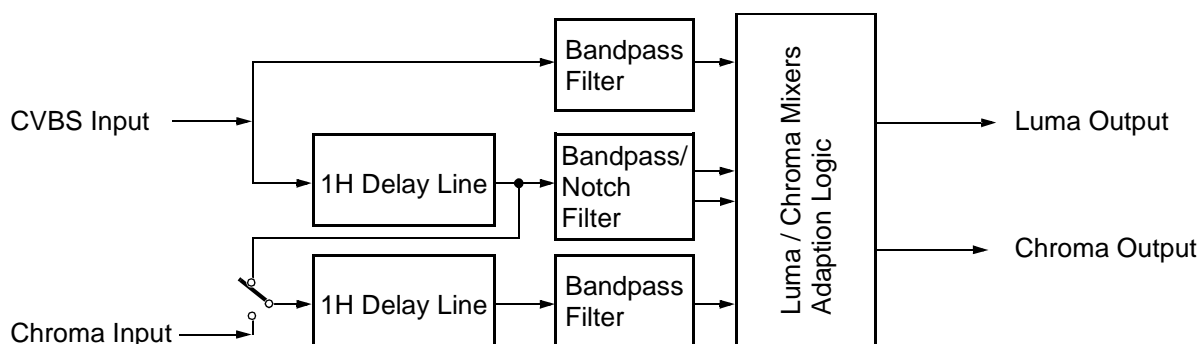 Bandpass
Filter
CVBS Input
1H Delay Line
Bandpass/
Notch
Filter
Luma / Chroma Mixers
Adaption Logic
Luma Output
Chroma Output
Chroma Input
1H Delay Line
Bandpass
Filter